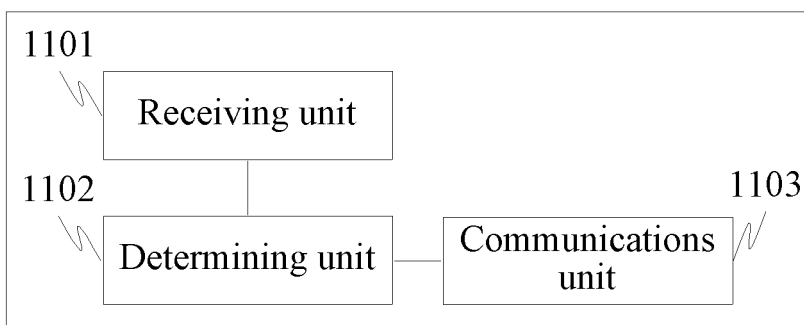 1101
Receiving unit
1102
1103
Determining unit
Communications
unit